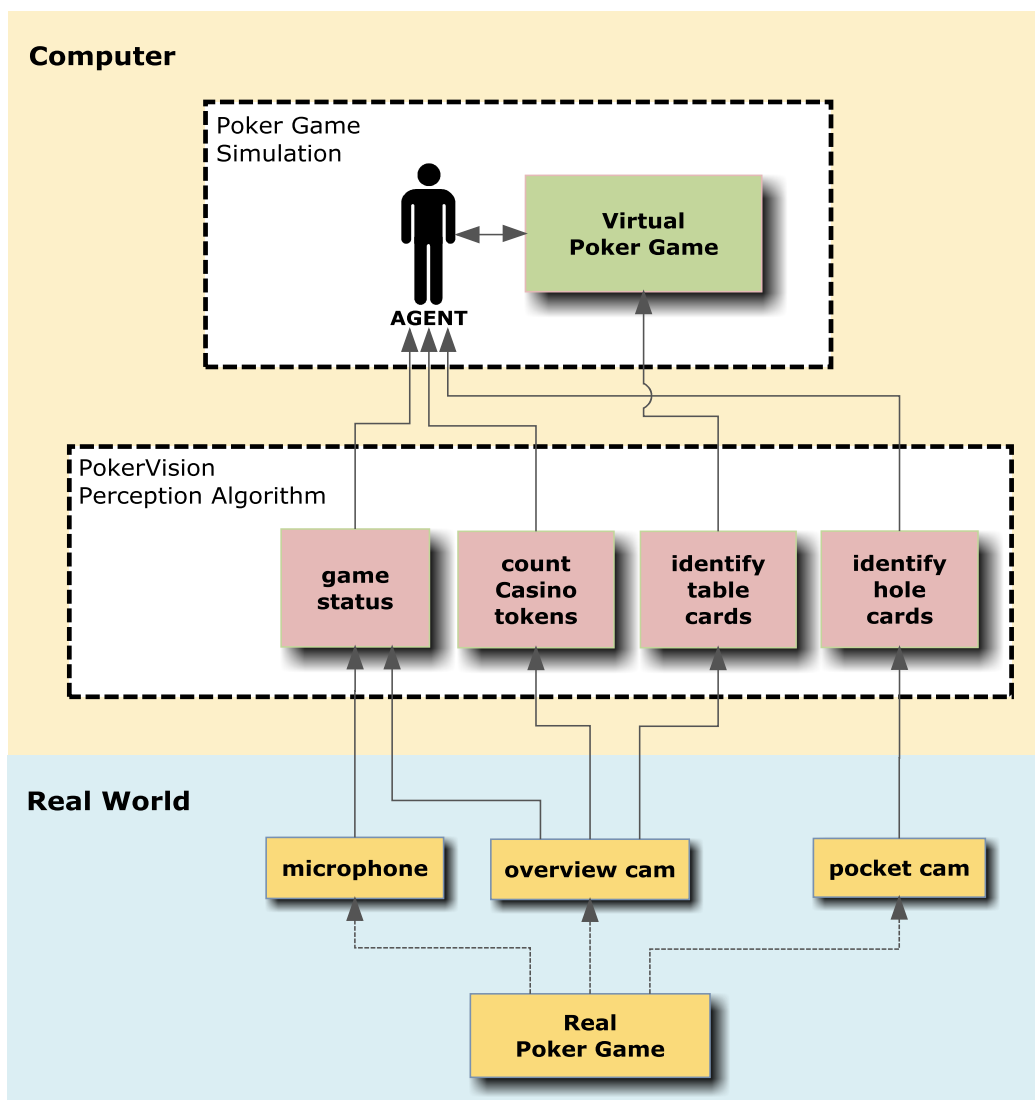 Computer
Poker Game
Simulation
Virtual
Poker Game
AGENT
PokerVision
Perception Algorithm
game
status
count
Casino
tokens
identify
table
cards
identify
hole
cards
Real World
microphone
overview cam
pocket cam
Real
Poker Game